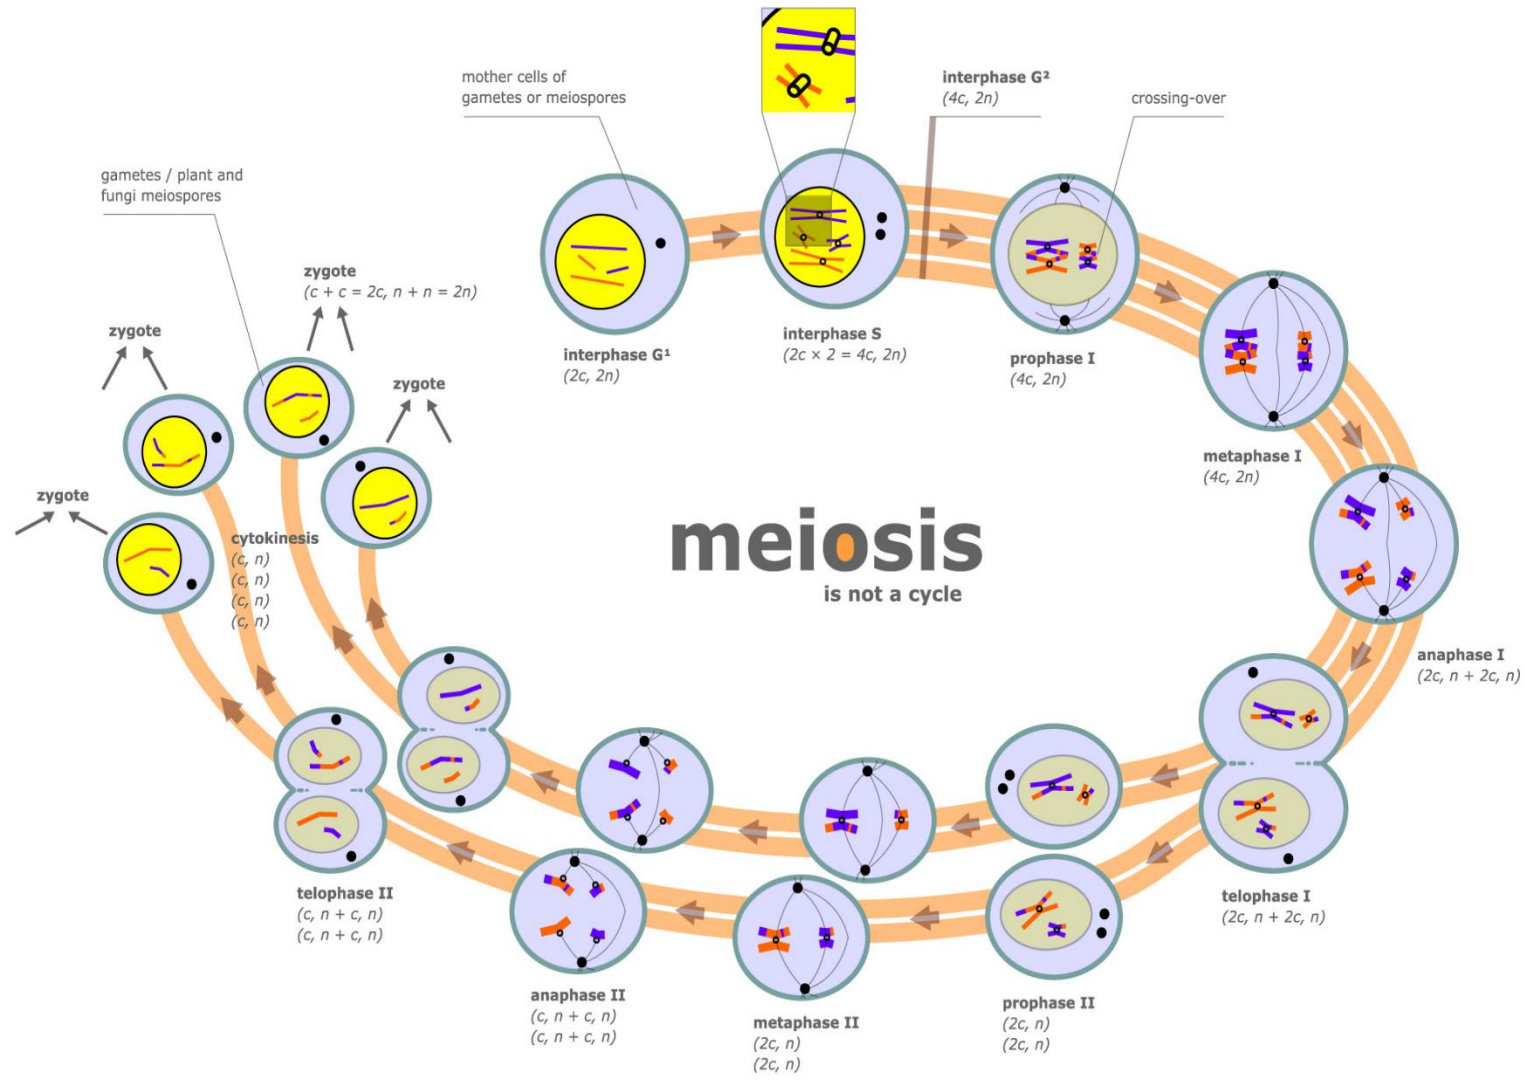 mother cells of
gametes or meiospores
interphase G²
(4c, 2n)
crossing-over
gametes / plant and
fungi meiospores
zygote
(c + c = 2c, n + n = 2n)
zygote
zygote
zygote
interphase G¹
(2c, 2n)
interphase S
(2c × 2 = 4c, 2n)
prophase I
(4c, 2n)
metaphase I
(4c, 2n)
meiosis
is not a cycle
cytokinesis
(c, n)
(c, n)
(c, n)
(c, n)
anaphase I
(2c, n + 2c, n)
telophase I
(2c, n + 2c, n)
prophase II
(2c, n)
(2c, n)
metaphase II
(2c, n)
(2c, n)
anaphase II
(c, n + c, n)
(c, n + c, n)
telophase II
(c, n + c, n)
(c, n + c, n)